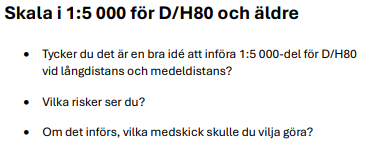 Skala i 1:5 000 för D/H80 och äldre
• Tycker du det är en bra idé att införa 1:5 000-del för D/H80
vid långdistans och medeldistans?
• Vilka risker ser du?
• Om det införs, vilka medskick skulle du vilja göra?